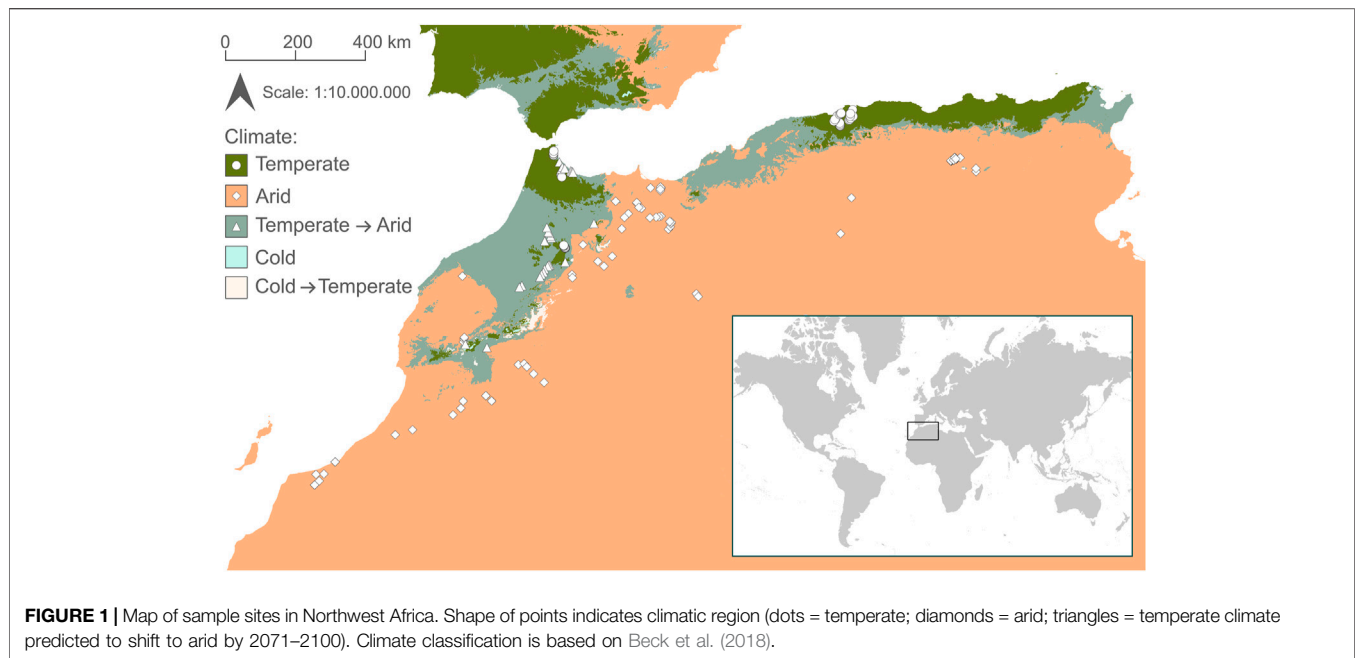 0 200 400 km
Scale: 1:10.000.000
Climate:
Temperate
Arid
Temperate → Arid
Cold
Cold → Temperate
FIGURE 1 | Map of sample sites in Northwest Africa. Shape of points indicates climatic region (dots = temperate; diamonds = arid; triangles = temperate climate
predicted to shift to arid by 2071–2100). Climate classification is based on Beck et al. (2018).